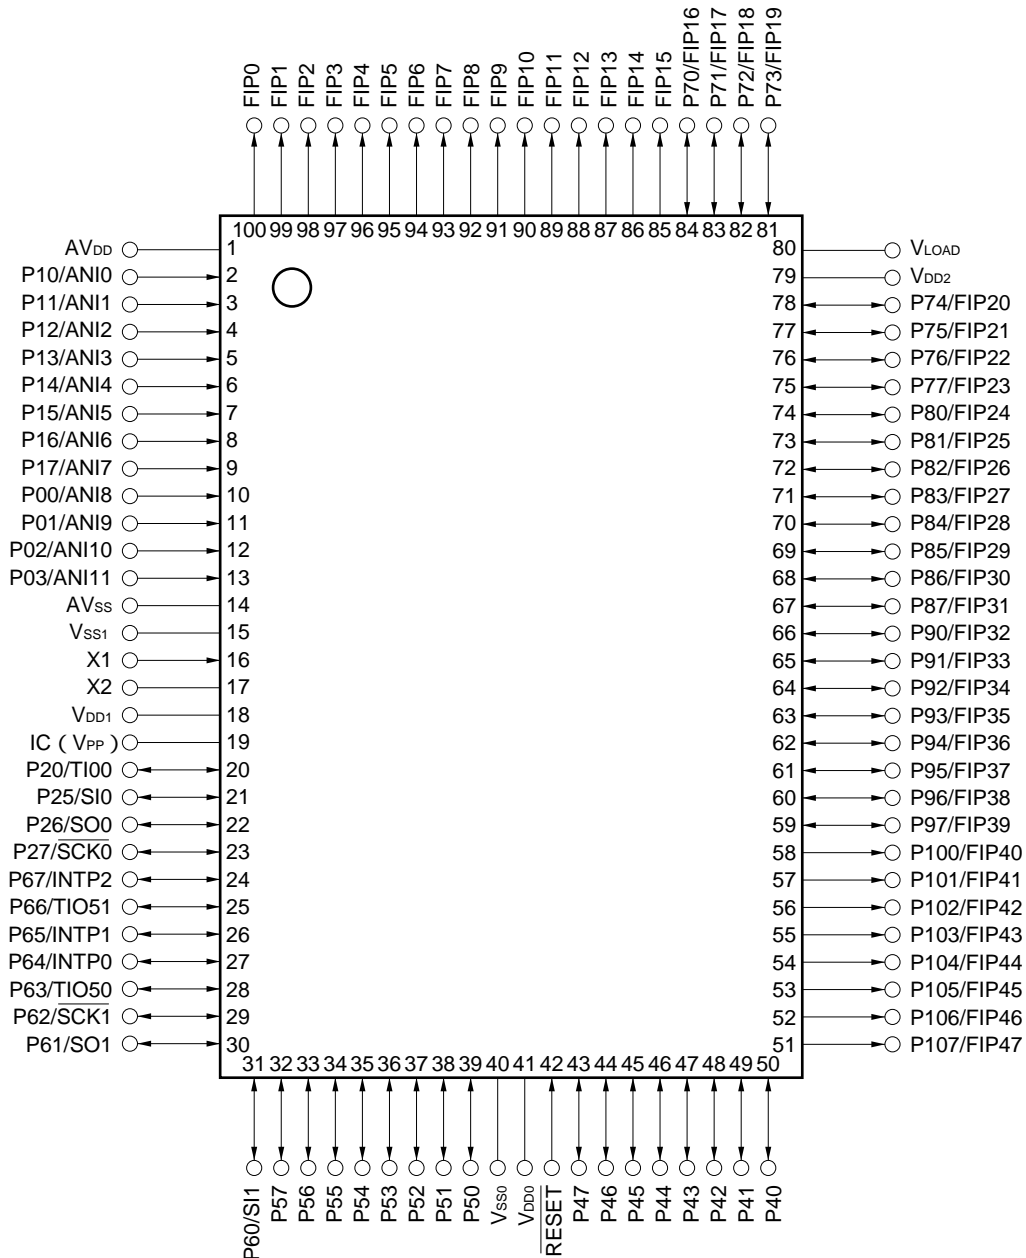 FIP0
FIP1
FIP2
FIP3
FIP4
FIP5
FIP6
FIP7
FIP8
FIP9
FIP10
FIP11
FIP12
FIP13
FIP14
FIP15
P70/FIP16
P71/FIP17
P72/FIP18
P73/FIP19
100 99 98 97 96 95 94 93 92 91 90 89 88 87 86 85 84 83 82 81
AVDD 1 80 VLOAD
P10/ANI0 2 79 VDD2
P11/ANI1 3 78 P74/FIP20
P12/ANI2 4 77 P75/FIP21
P13/ANI3 5 76 P76/FIP22
P14/ANI4 6 75 P77/FIP23
P15/ANI5 7 74 P80/FIP24
P16/ANI6 8 73 P81/FIP25
P17/ANI7 9 72 P82/FIP26
P00/ANI8 10 71 P83/FIP27
P01/ANI9 11 70 P84/FIP28
P02/ANI10 12 69 P85/FIP29
P03/ANI11 13 68 P86/FIP30
AVSS 14 67 P87/FIP31
VSS1 15 66 P90/FIP32
X1 16 65 P91/FIP33
X2 17 64 P92/FIP34
VDD1 18 63 P93/FIP35
IC ( VPP ) 19 62 P94/FIP36
P20/TI00 20 61 P95/FIP37
P25/SI0 21 60 P96/FIP38
P26/SO0 22 59 P97/FIP39
P27/S̅C̅K̅0̅ 23 58 P100/FIP40
P67/INTP2 24 57 P101/FIP41
P66/TIO51 25 56 P102/FIP42
P65/INTP1 26 55 P103/FIP43
P64/INTP0 27 54 P104/FIP44
P63/TIO50 28 53 P105/FIP45
P62/S̅C̅K̅1̅ 29 52 P106/FIP46
P61/SO1 30 51 P107/FIP47
31 32 33 34 35 36 37 38 39 40 41 42 43 44 45 46 47 48 49 50
P60/SI1
P57
P56
P55
P54
P53
P52
P51
P50
VSS0
VDD0
R̅E̅S̅E̅T̅
P47
P46
P45
P44
P43
P42
P41
P40